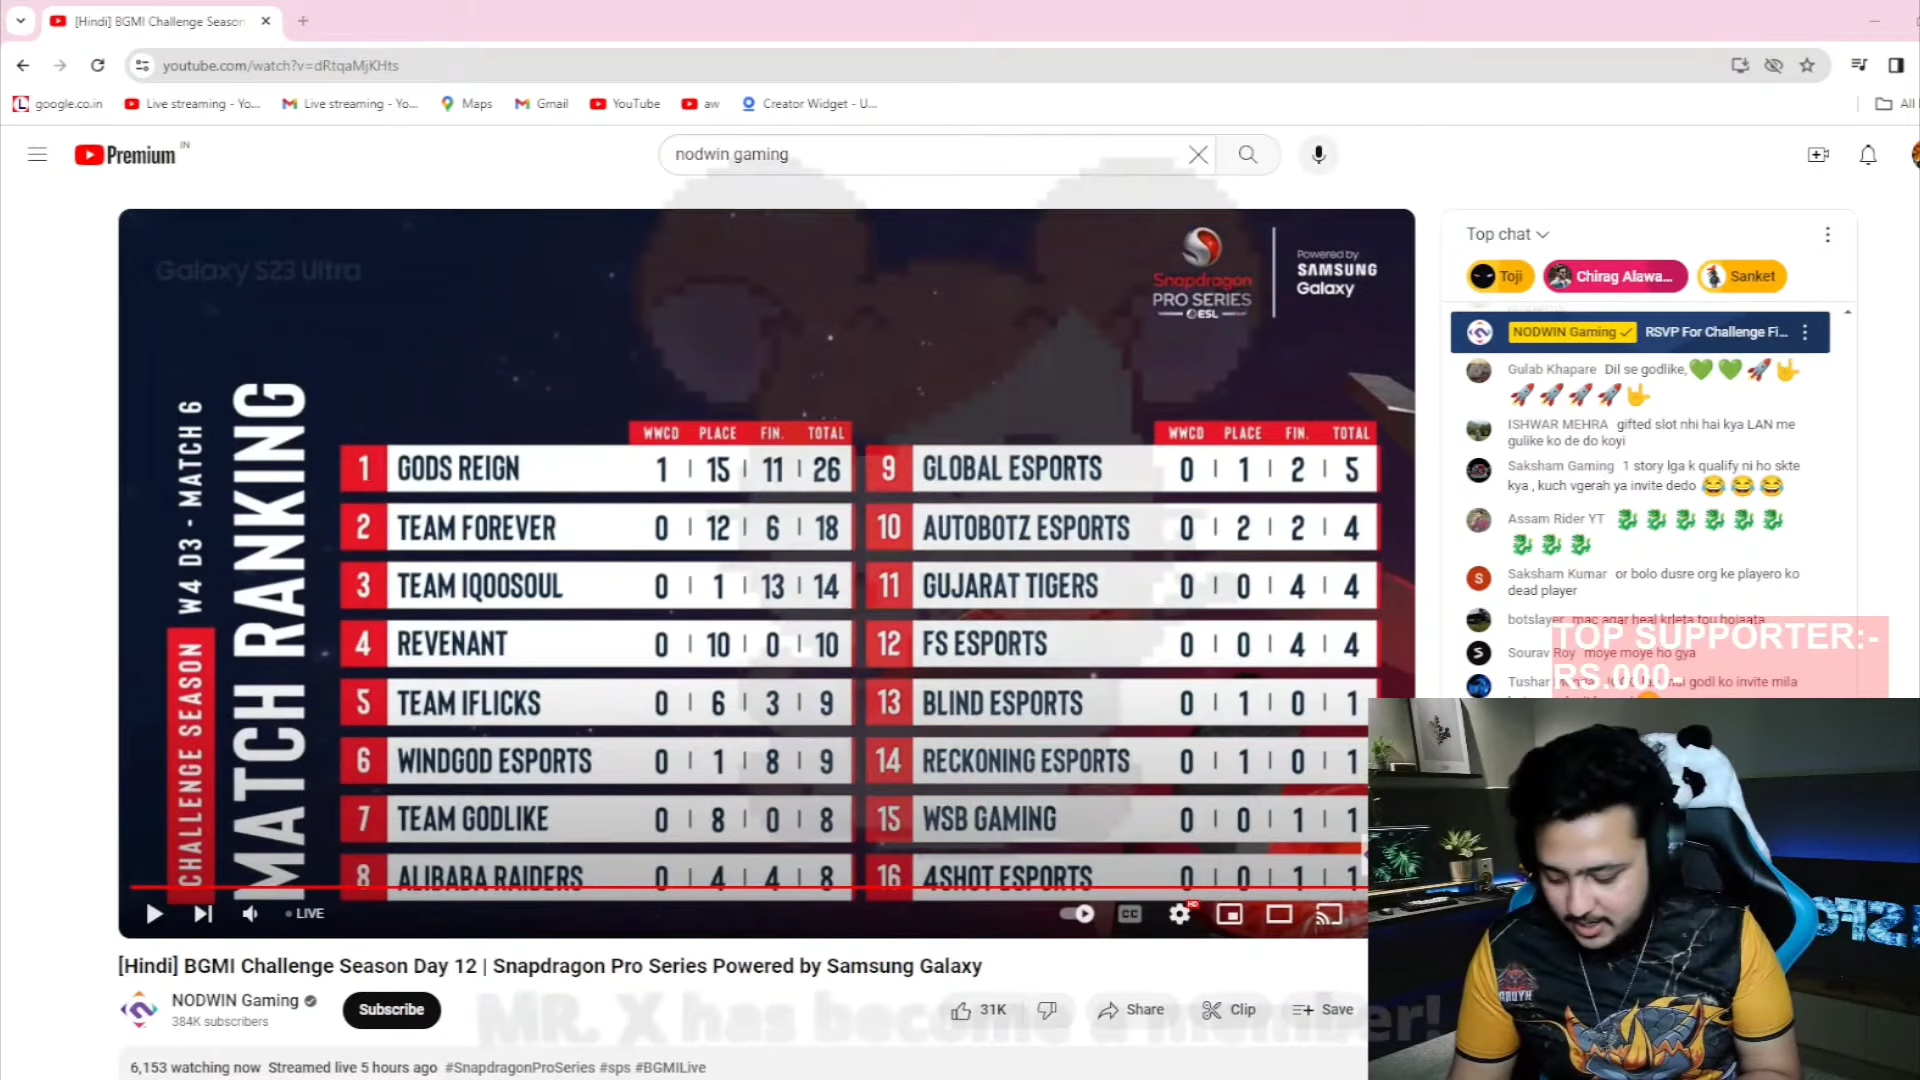 [Hindi] BGMI Challenge Season
youtube.com/watch?v=dRtqaMjKHts
google.co.in
Live streaming - Yo...
Live streaming - Yo...
Maps
Gmail
YouTube
aw
Creator Widget - U...
All
Premium IN
nodwin gaming
Galaxy S23 Ultra
Snapdragon
PRO SERIES
ESL
Powered by
SAMSUNG
Galaxy
CHALLENGE SEASON W4 D3 - MATCH 6
MATCH RANKING
WWCD PLACE FIN. TOTAL
1 GODS REIGN 1 15 11 26
2 TEAM FOREVER 0 12 6 18
3 TEAM IQOOSOUL 0 1 13 14
4 REVENANT 0 10 0 10
5 TEAM IFLICKS 0 6 3 9
6 WINDGOD ESPORTS 0 1 8 9
7 TEAM GODLIKE 0 8 0 8
8 ALIBABA RAIDERS 0 4 4 8
WWCD PLACE FIN. TOTAL
9 GLOBAL ESPORTS 0 1 2 5
10 AUTOBOTZ ESPORTS 0 2 2 4
11 GUJARAT TIGERS 0 0 4 4
12 FS ESPORTS 0 0 4 4
13 BLIND ESPORTS 0 1 0 1
14 RECKONING ESPORTS 0 1 0 1
15 WSB GAMING 0 0 1 1
16 4SHOT ESPORTS 0 0 1 1
LIVE
CC
HD
[Hindi] BGMI Challenge Season Day 12 | Snapdragon Pro Series Powered by Samsung Galaxy
NODWIN Gaming
384K subscribers
Subscribe
31K
Share
Clip
Save
MR. X has become a member!
6,153 watching now Streamed live 5 hours ago #SnapdragonProSeries #sps #BGMILive
Top chat
Toji
Chirag Alawa...
Sanket
NODWIN Gaming RSVP For Challenge Fi...
Gulab Khapare Dil se godlike,💚💚🚀🤟
🚀🚀🚀🚀🤟
ISHWAR MEHRA gifted slot nhi hai kya LAN me
gulike ko de do koyi
Saksham Gaming 1 story lga k qualify ni ho skte
kya , kuch vgerah ya invite dedo 😂😂😂
Assam Rider YT 🐉🐉🐉🐉🐉🐉
🐉🐉🐉
Saksham Kumar or bolo dusre org ke playero ko
dead player
botslayer mac agar heal krleta tou hojaata
Sourav Roy moye moye ho gya
Tushar godl ko invite mila
TOP SUPPORTER:-
RS.000-